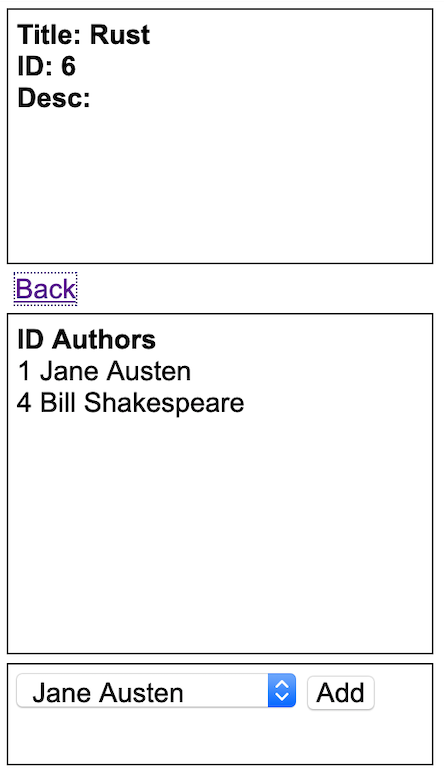 Title: Rust
ID: 6
Desc:
Back
ID Authors
1 Jane Austen
4 Bill Shakespeare
Jane Austen Add